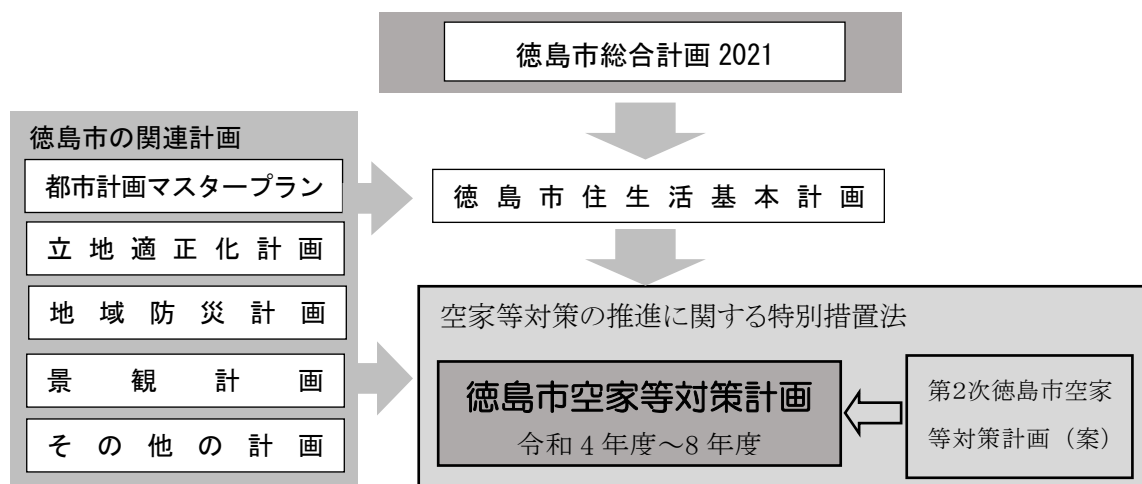 徳島市総合計画 2021
徳島市の関連計画
都市計画マスタープラン
立地適正化計画
地域防災計画
景観計画
その他の計画
徳島市住生活基本計画
空家等対策の推進に関する特別措置法
徳島市空家等対策計画
令和 4 年度~8 年度
第2次徳島市空家
等対策計画（案）